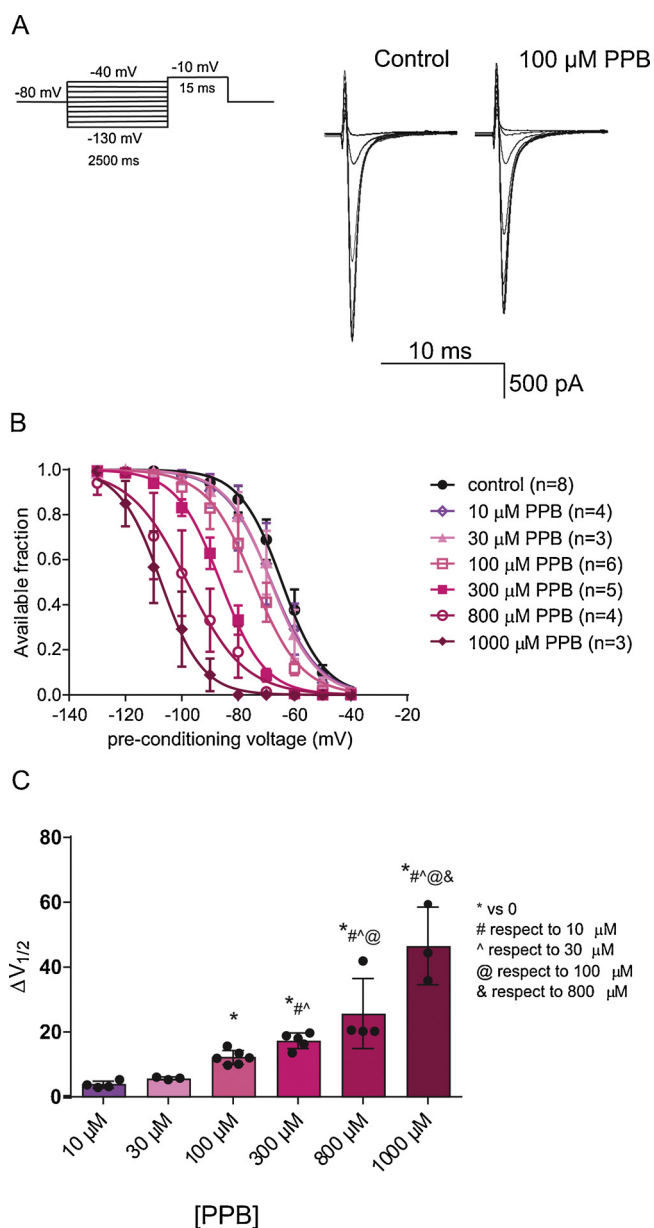 A
-40 mV
-10 mV
-80 mV
15 ms
-130 mV
2500 ms
Control
100 µM PPB
10 ms
500 pA
B
1.0
0.8
0.6
0.4
0.2
0.0
Available fraction
-140
-120
-100
-80
-60
-40
-20
pre-conditioning voltage (mV)
control (n=8)
10 µM PPB (n=4)
30 µM PPB (n=3)
100 µM PPB (n=6)
300 µM PPB (n=5)
800 µM PPB (n=4)
1000 µM PPB (n=3)
C
80
60
40
20
0
ΔV1/2
*
*#^
*#^@
*#^@&
* vs 0
# respect to 10 µM
^ respect to 30 µM
@ respect to 100 µM
& respect to 800 µM
10 µM
30 µM
100 µM
300 µM
800 µM
1000 µM
[PPB]